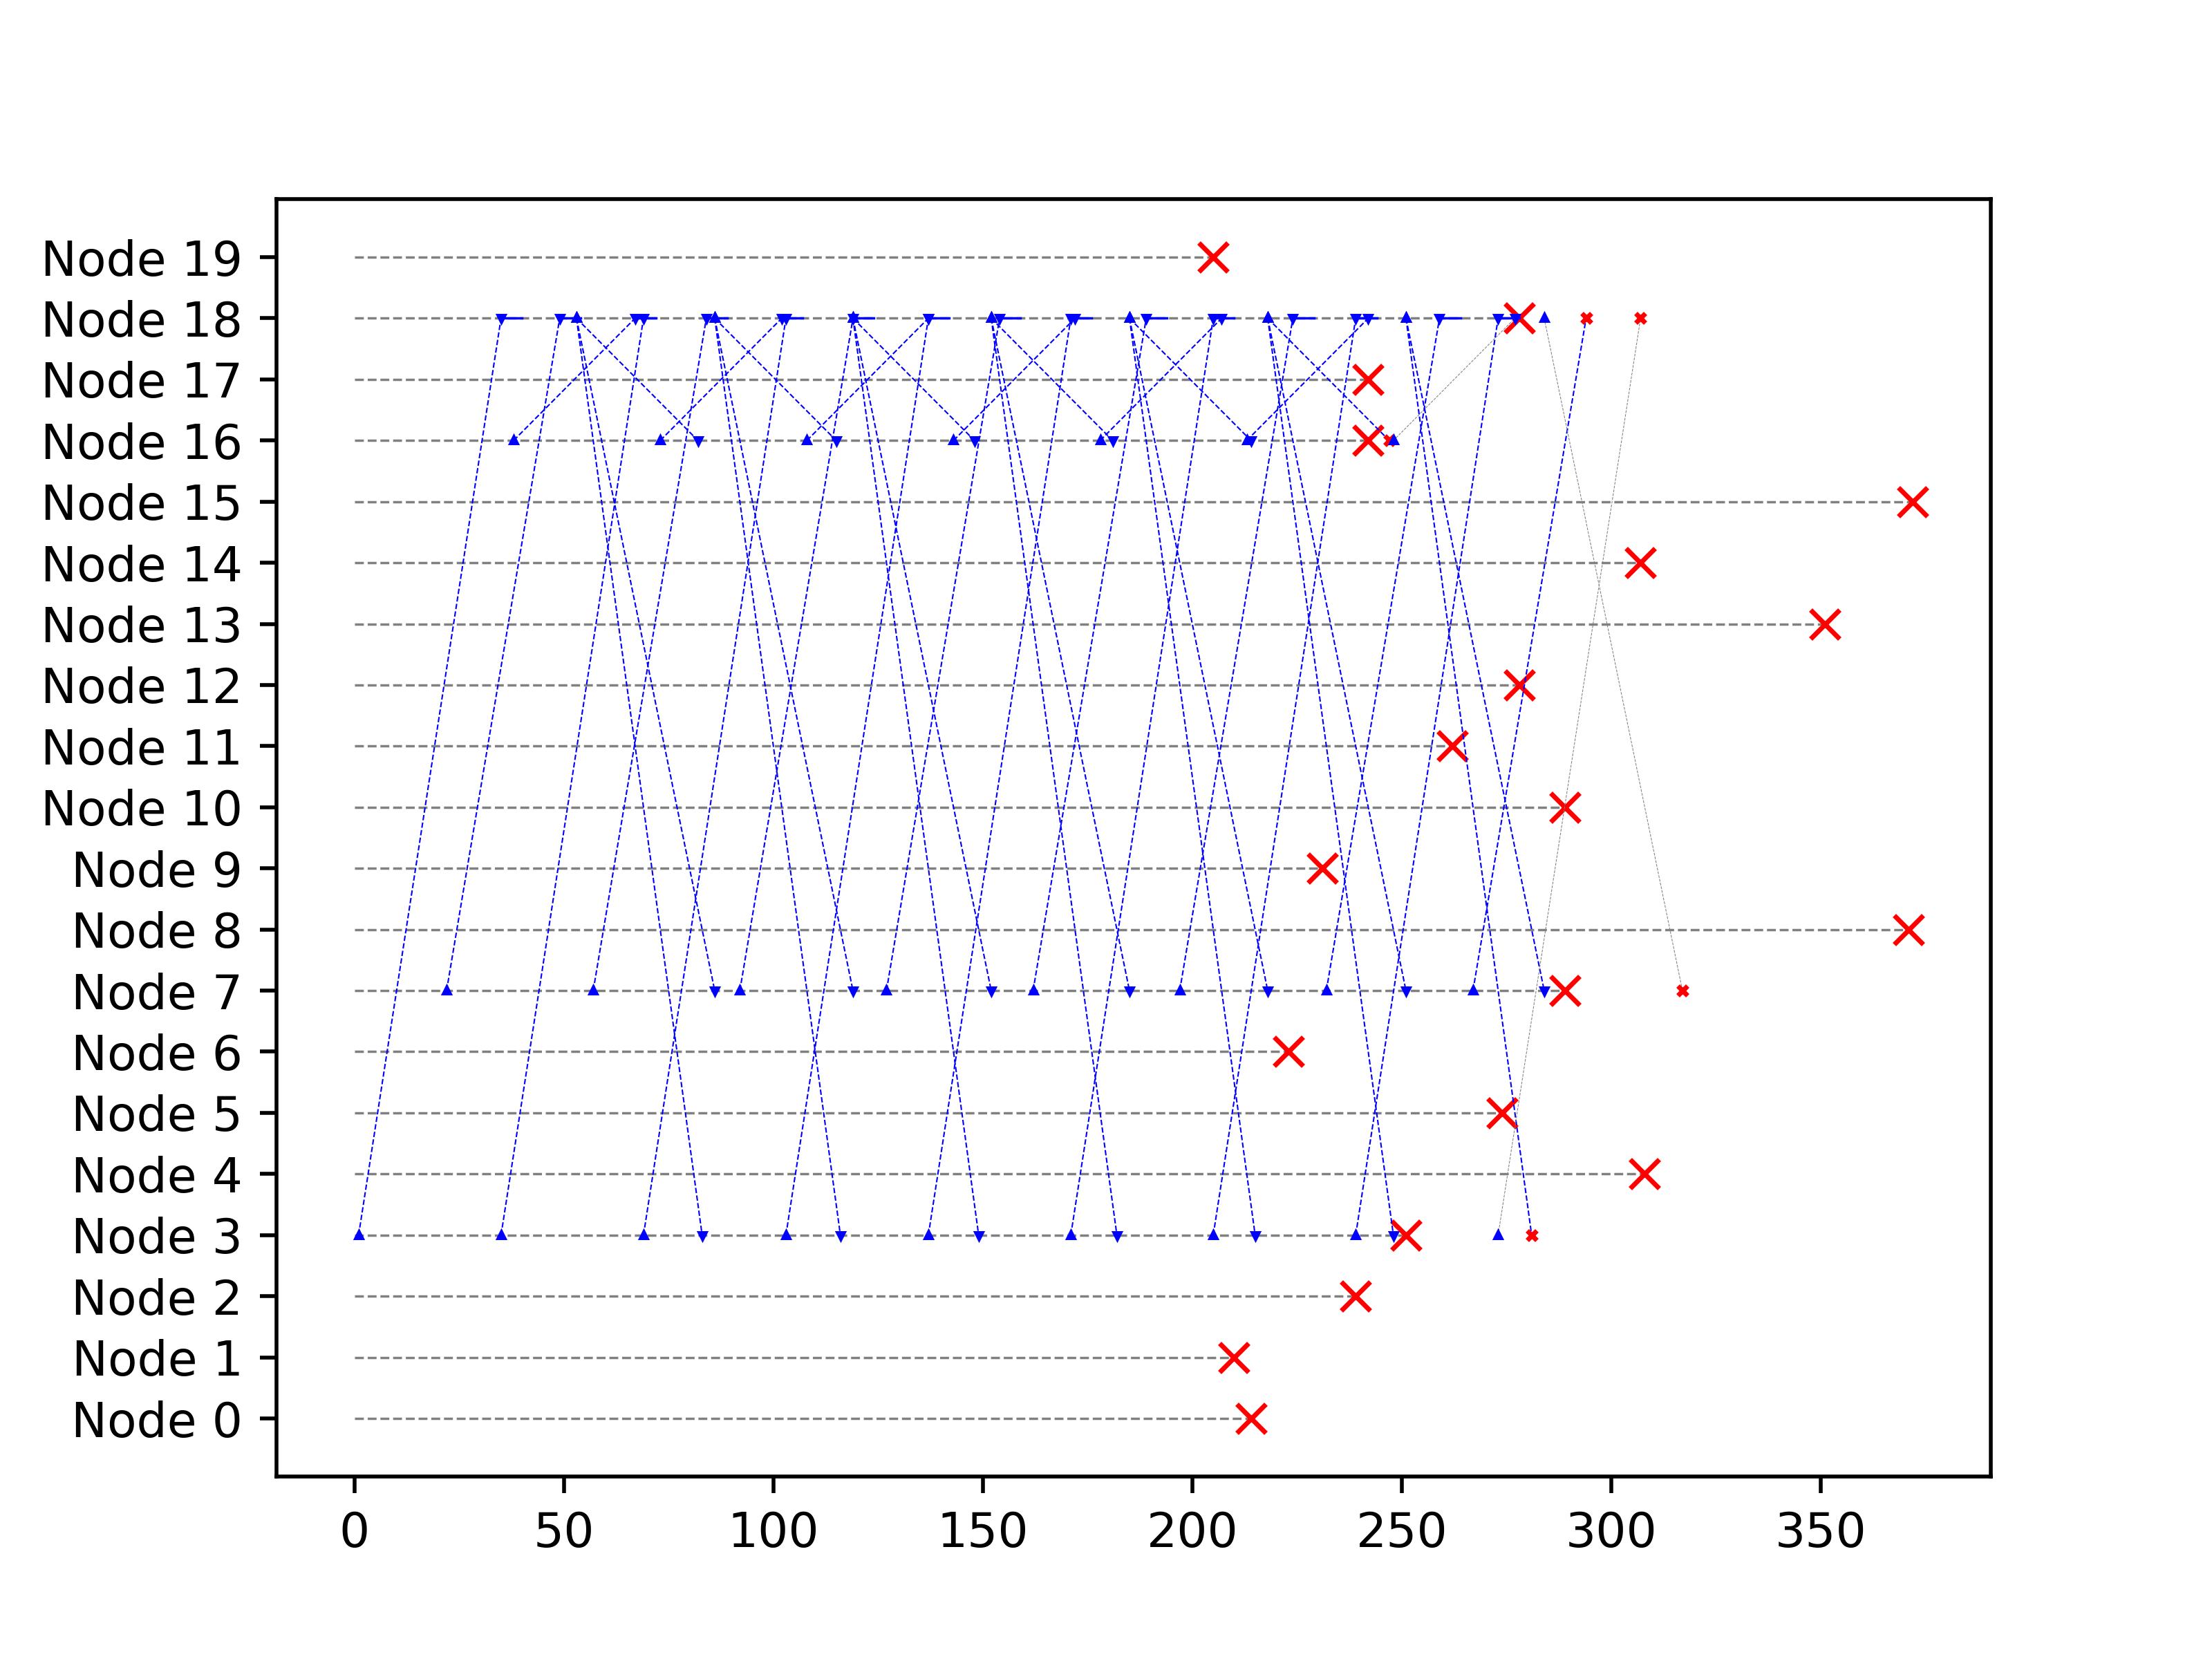 Node 19
Node 18
Node 17
Node 16
Node 15
Node 14
Node 13
Node 12
Node 11
Node 10
Node 9
Node 8
Node 7
Node 6
Node 5
Node 4
Node 3
Node 2
Node 1
Node 0
0 50 100 150 200 250 300 350